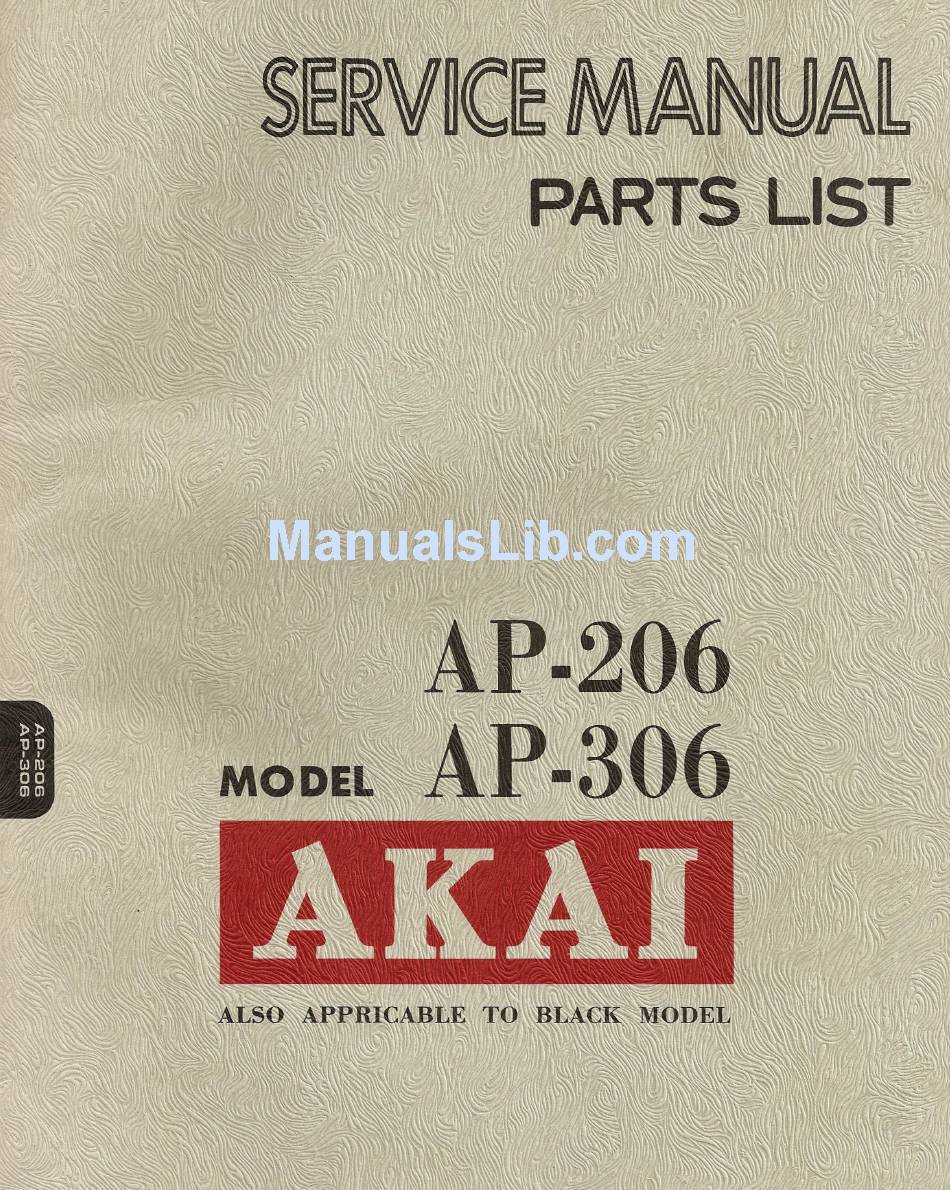 SERVICE MANUAL
PARTS LIST
ManualsLib.com
AP-206
MODEL AP-306
AP-206
AP-306
AKAI
ALSO APPRICABLE TO BLACK MODEL